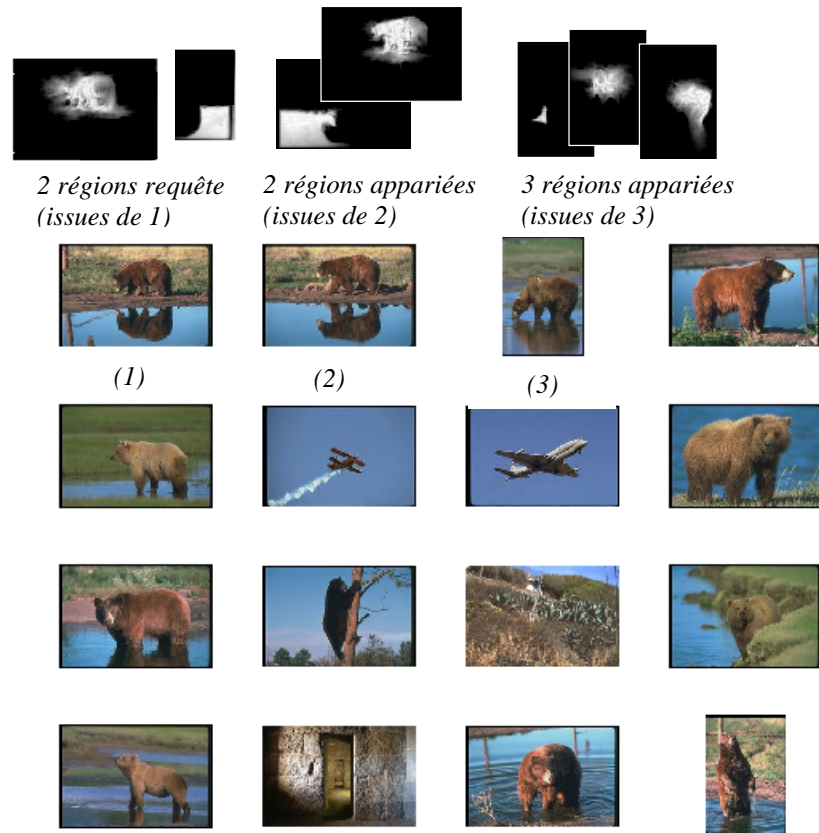 2 régions requête
(issues de 1)
2 régions appariées
(issues de 2)
3 régions appariées
(issues de 3)
(1)
(2)
(3)